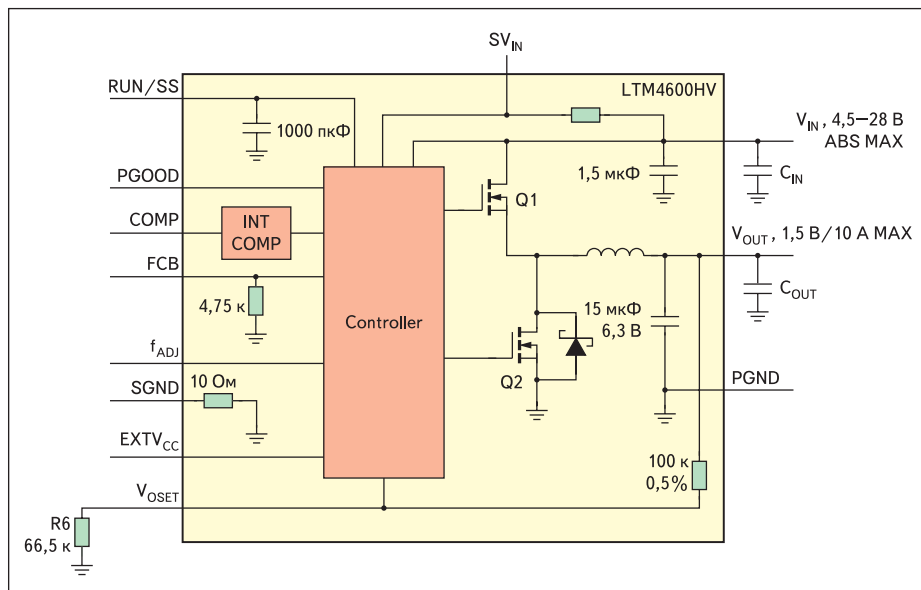 SVIN
RUN/SS
LTM4600HV
1000 пкФ
VIN, 4,5–28 В
ABS MAX
1,5 мкФ
CIN
PGOOD
Q1
COMP
INT
COMP
VOUT, 1,5 В/10 А MAX
FCB
COUT
4,75 к
15 мкФ
6,3 В
Controller
fADJ
Q2
PGND
SGND
10 Ом
EXTVCC
100 к
0,5%
VOSET
R6
66,5 к